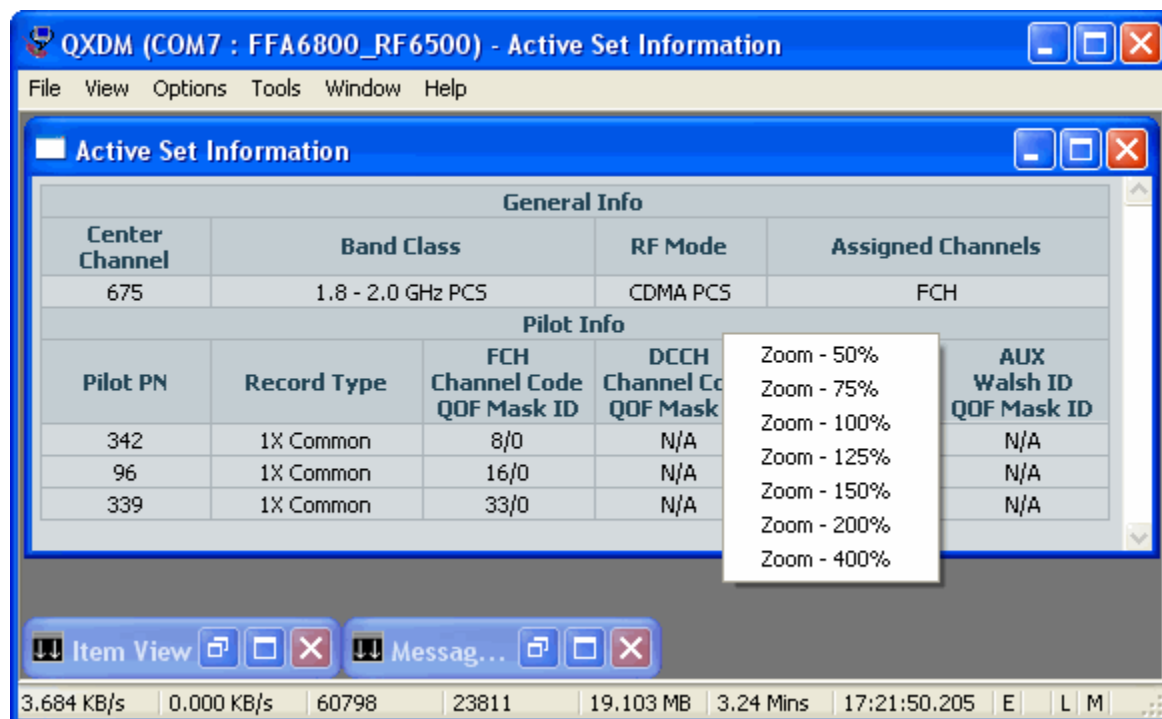 QXDM (COM7 : FFA6800_RF6500) - Active Set Information
File View Options Tools Window Help
Active Set Information
General Info
Center Channel Band Class RF Mode Assigned Channels
675 1.8 - 2.0 GHz PCS CDMA PCS FCH
Pilot Info
Pilot PN Record Type FCH Channel Code QOF Mask ID DCCH Channel QOF Mask AUX Walsh ID QOF Mask ID
342 1X Common 8/0 N/A N/A
96 1X Common 16/0 N/A N/A
339 1X Common 33/0 N/A N/A
Zoom - 50%
Zoom - 75%
Zoom - 100%
Zoom - 125%
Zoom - 150%
Zoom - 200%
Zoom - 400%
Item View Messag...
3.684 KB/s 0.000 KB/s 60798 23811 19.103 MB 3.24 Mins 17:21:50.205 E L M